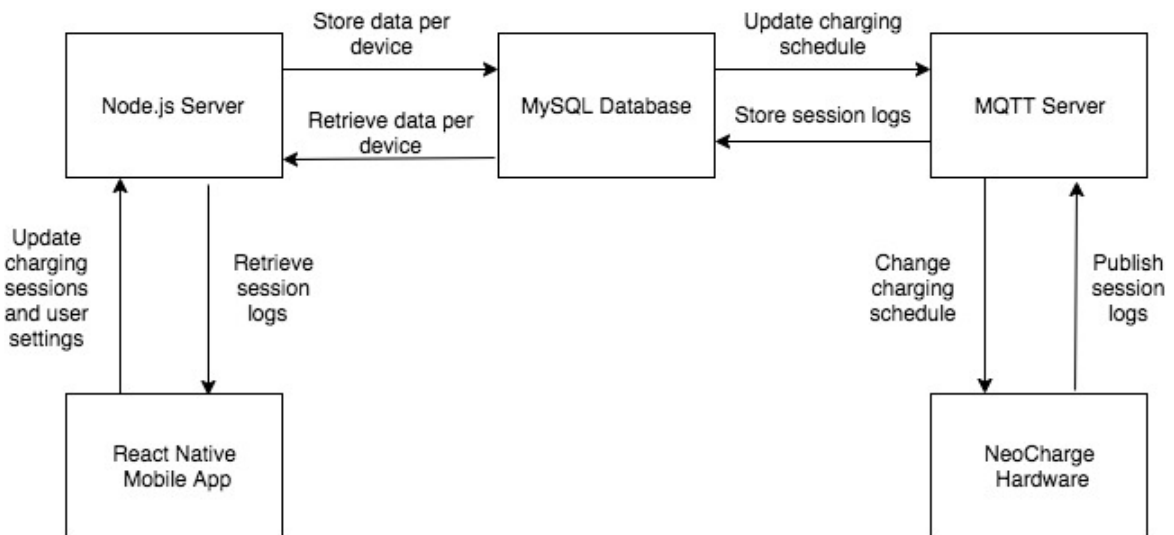 Store data per
device
Update charging
schedule
Node.js Server
MySQL Database
MQTT Server
Retrieve data per
device
Store session logs
Update
charging
sessions
and user
settings
Retrieve
session
logs
Change
charging
schedule
Publish
session
logs
React Native
Mobile App
NeoCharge
Hardware